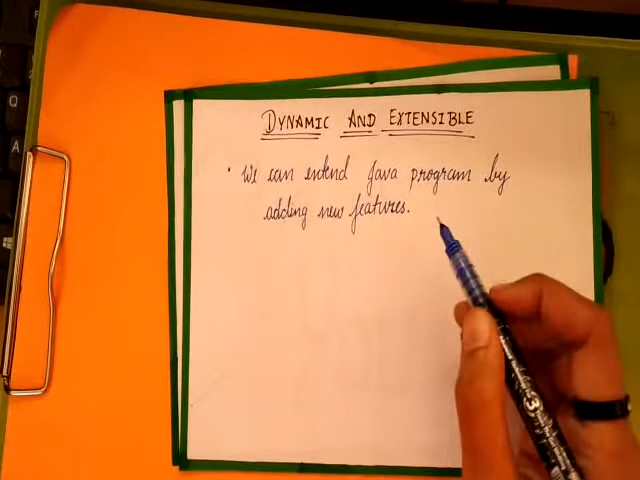 DYNAMIC AND EXTENSIBLE
• We can extend Java program by
adding new features.